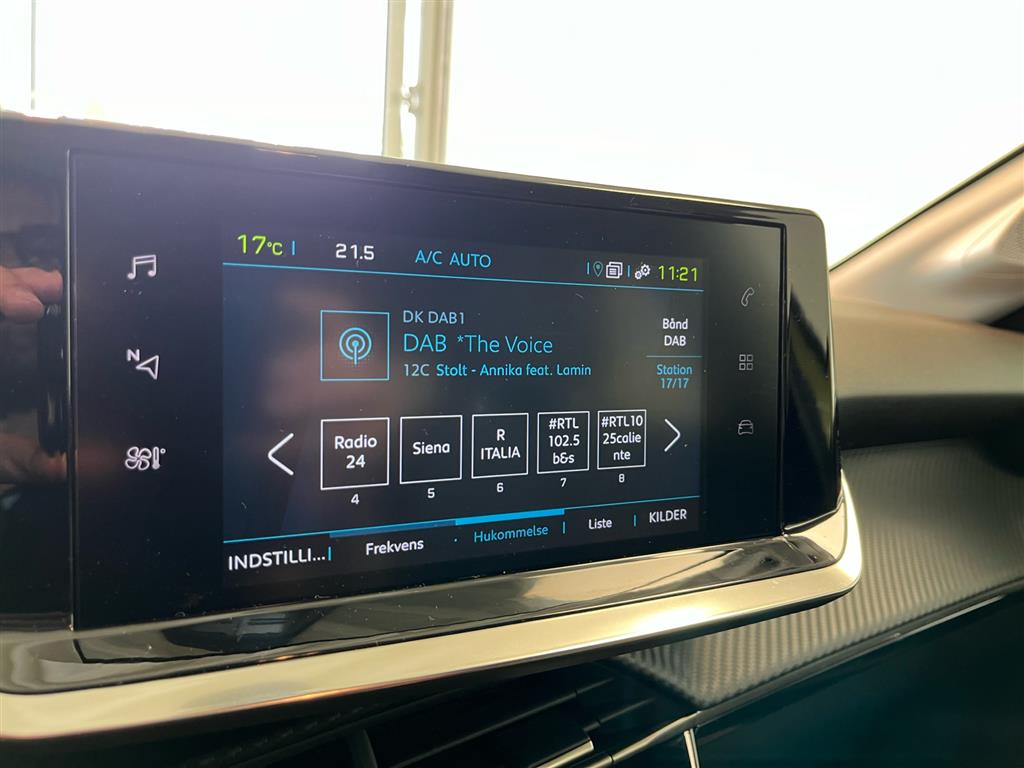 17°C 21.5 A/C AUTO 11:21
DK DAB1
DAB *The Voice
12C Stolt - Annika feat. Lamin
Bånd
DAB
Station
17/17
N
Radio
24
4
Siena
5
R
ITALIA
6
#RTL
102.5
b&s
7
#RTL10
25calie
nte
8
INDSTILLI... Frekvens Hukommelse Liste KILDER